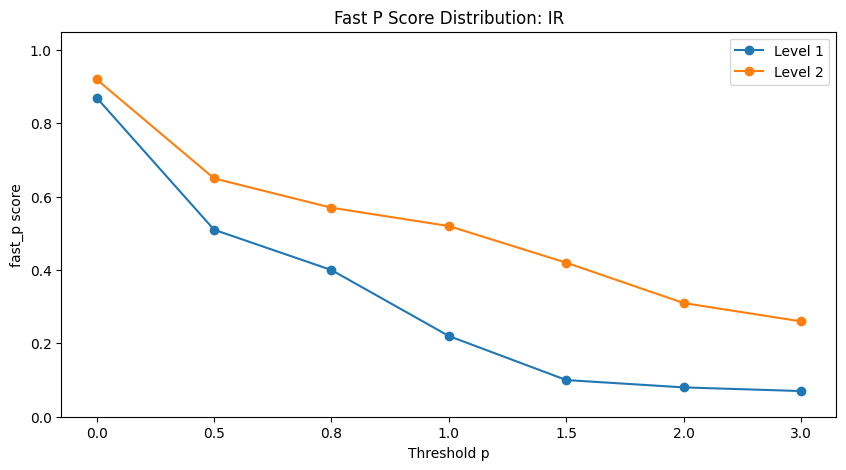 Fast P Score Distribution: IR
Level 1
Level 2
fast_p score
1.0
0.8
0.6
0.4
0.2
0.0
0.0 0.5 0.8 1.0 1.5 2.0 3.0
Threshold p